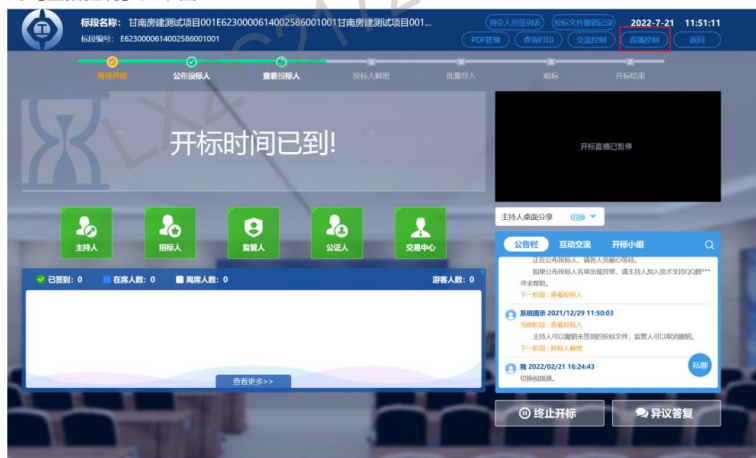 标段名称： 甘南房建测试项目001E6230000614002586001001甘南房建测试项目001...
标段编号： E6230000614002586001001
到会人员签到表
投标文件撤销记录
2022-7-21 11:51:11
PDF管理
查询打印
交流控制
直播控制
返回
等待开标
公布投标人
查看投标人
投标人解密
批量导入
唱标
开标结束
开标时间已到!
开标直播已暂停
主持人
招标人
监管人
公证人
交易中心
主持人桌面分享 切换
公告栏 互动交流 开标小组
正在公布投标人，请各人员耐心等待。
如果公布投标人名单出现异常，请主持人加入技术支持QQ群***
寻求帮助。
下一阶段 : 查看投标人
系统提示 2021/12/29 11:50:03
当前阶段 : 查看投标人
主持人可以撤销未签到的投标文件，监管人可以取消撤销。
下一阶段 : 投标人解密
我 2022/02/21 16:24:43
切换视频源。
私聊
已签到： 0 在席人数： 0 离席人数： 0 游客人数： 0
查看更多>>
终止开标
异议答复